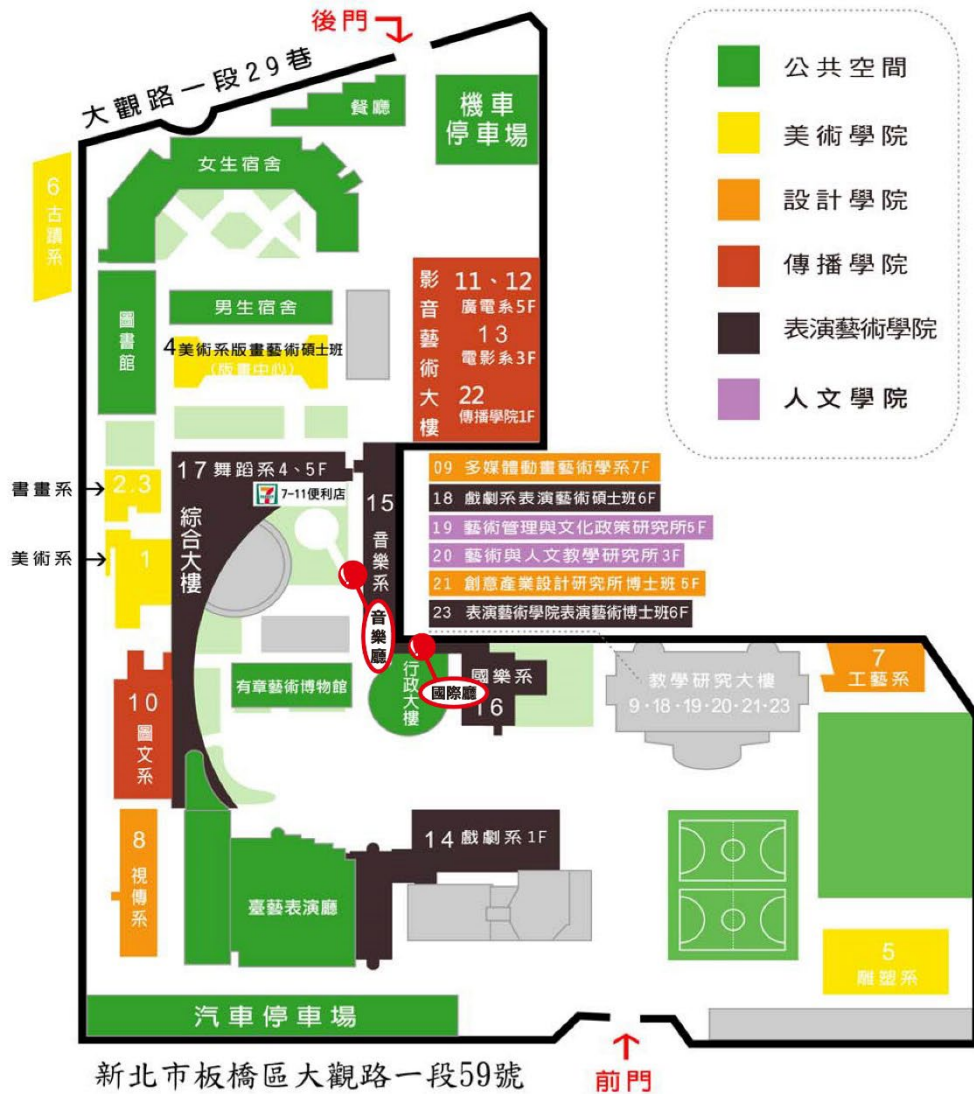 後門
大觀路一段29巷
餐廳
機車
停車場
公共空間
美術學院
設計學院
傳播學院
表演藝術學院
人文學院
女生宿舍
6 古蹟系
圖書館
男生宿舍
4 美術系版畫藝術碩士班
(版畫中心)
影音藝術大樓
11、12
廣電系5F
13
電影系3F
22
傳播學院1F
書畫系
2.3
美術系
1
17 舞蹈系4、5F
7-11便利店
綜合大樓
15 音樂系
音樂廳
09 多媒體動畫藝術學系7F
18 戲劇系表演藝術碩士班6F
19 藝術管理與文化政策研究所5F
20 藝術與人文教學研究所3F
21 創意產業設計研究所博士班5F
23 表演藝術學院表演藝術博士班6F
有章藝術博物館
行政大樓
國際廳
國樂系
16
教學研究大樓
9·18·19·20·21·23
7
工藝系
10 圖文系
8 視傳系
臺藝表演廳
14 戲劇系1F
5
雕塑系
汽車停車場
前門
新北市板橋區大觀路一段59號